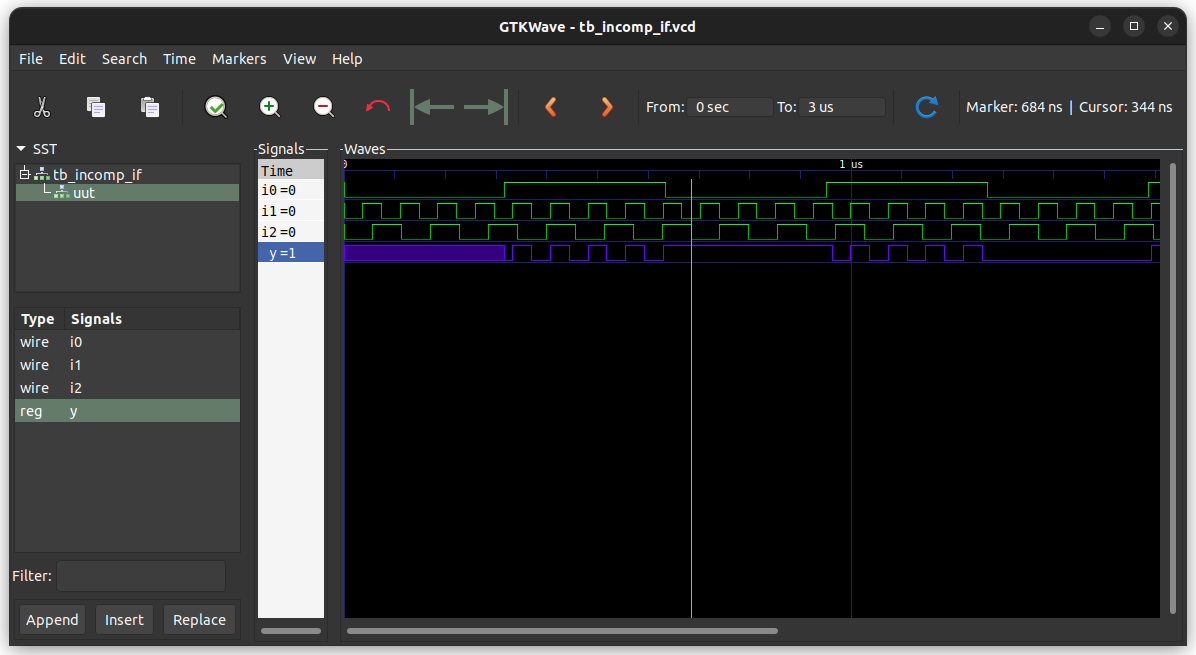 GTKWave - tb_incomp_if.vcd
File Edit Search Time Markers View Help
From: 0 sec To: 3 us Marker: 684 ns | Cursor: 344 ns
SST
tb_incomp_if
uut
Type Signals
wire i0
wire i1
wire i2
reg y
Filter:
Append Insert Replace
Signals
Time
i0 =0
i1 =0
i2 =0
y =1
Waves
0 1 us